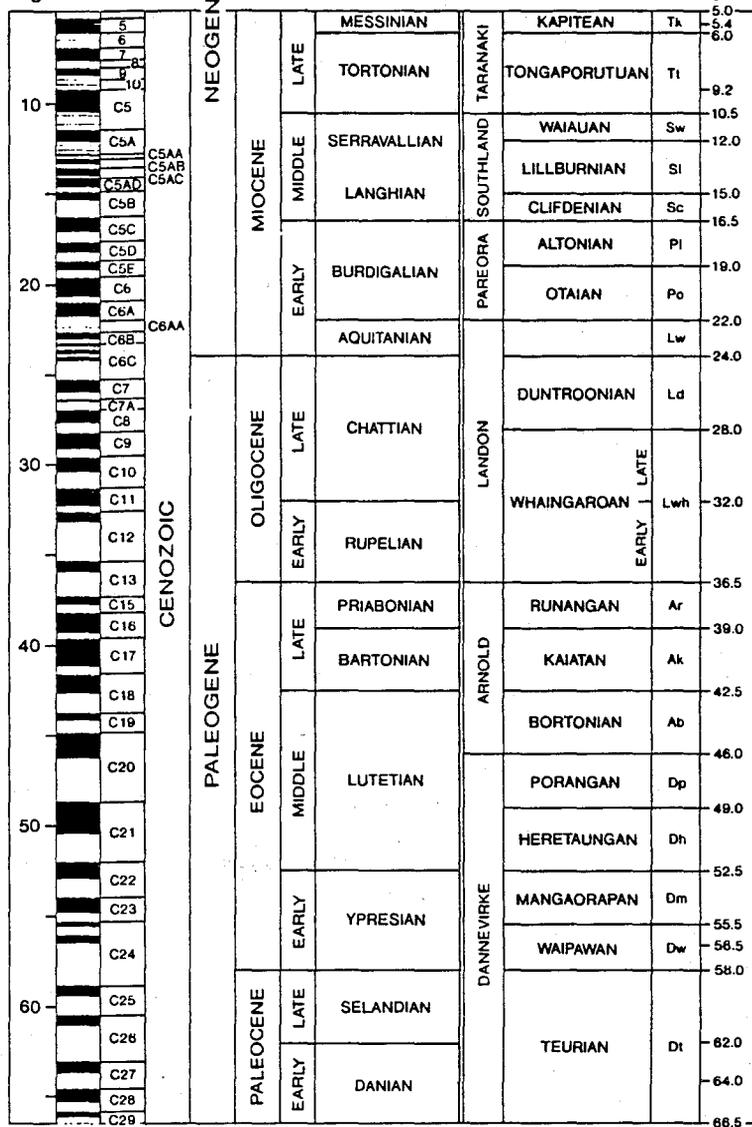 5 MESSINIAN KAPITEAN Tk 5.0
5.4
6 6.0
7
8
9 TORTONIAN TONGAPORUTUAN Tt
LATE TARANAKI
10 9.2
10 C5 10.5
NEOGEN
C5A SERRAVALLIAN WAIAUAN Sw
12.0
C5AA
C5AB
C5AC
C5AD LILLBURNIAN Sl
MIDDLE SOUTHLAND
LANGHIAN 15.0
C5B CLIFDENIAN Sc
16.5
MIOCENE
C5C ALTONIAN Pl
C5D 19.0
C5E BURDIGALIAN
EARLY PAREORA
20 C6 OTAIAN Po
C6A 22.0
C6AA
C6B AQUITANIAN Lw
C6C 24.0
C7 DUNTROONIAN Ld
C7A
C8 CHATTIAN 28.0
LATE LANDON
C9
30 C10
C11 WHAINGAROAN LATE Lwh 32.0
OLIGOCENE
C12 RUPELIAN EARLY
EARLY
C13 36.5
CENOZOIC
C15 PRIABONIAN RUNANGAN Ar
C16 39.0
40 C17 BARTONIAN KAIATAN Ak
LATE ARNOLD
42.5
C18
C19 BORTONIAN Ab
46.0
PALEOGENE
C20 LUTETIAN PORANGAN Dp
EOCENE MIDDLE
49.0
50 C21 HERETAUNGAN Dh
C22 52.5
C23 MANGAORAPAN Dm
YPRESIAN 55.5
EARLY DANNEVIRKE
C24 WAIPAWAN Dw 56.5
58.0
60 C25 SELANDIAN
LATE
C26 TEURIAN Dt 62.0
PALEOCENE
C27 64.0
C28 DANIAN
EARLY
C29 66.5